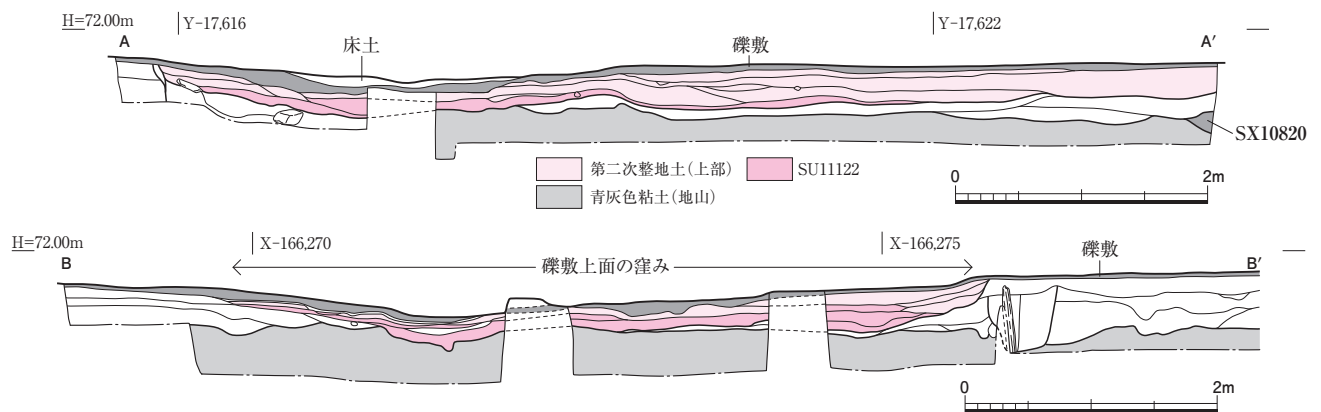 H=72.00m
Y-17,616
Y-17,622
A
床土
礫敷
A′
SX10820
第二次整地土（上部）
SU11122
青灰色粘土（地山）
0
2m
H=72.00m
X-166,270
X-166,275
B
礫敷上面の窪み
礫敷
B′
0
2m